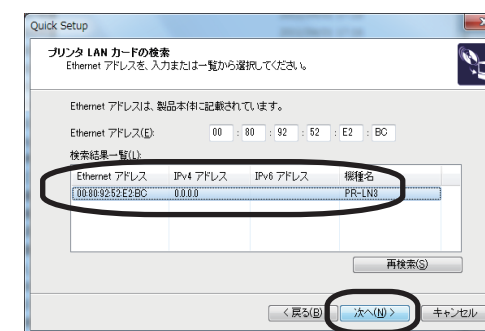 Quick Setup
プリンタ LAN カードの検索
Ethernet アドレスを、入力または一覧から選択してください。
Ethernet アドレスは、製品本体に記載されています。
Ethernet アドレス(E): 00 : 80 : 92 : 52 : E2 : BC
検索結果一覧(L):
Ethernet アドレス IPv4 アドレス IPv6 アドレス 機種名
00:80:92:52:E2:BC 0.0.0.0 PR-LN3
再検索(S)
< 戻る(B) 次へ(N) > キャンセル